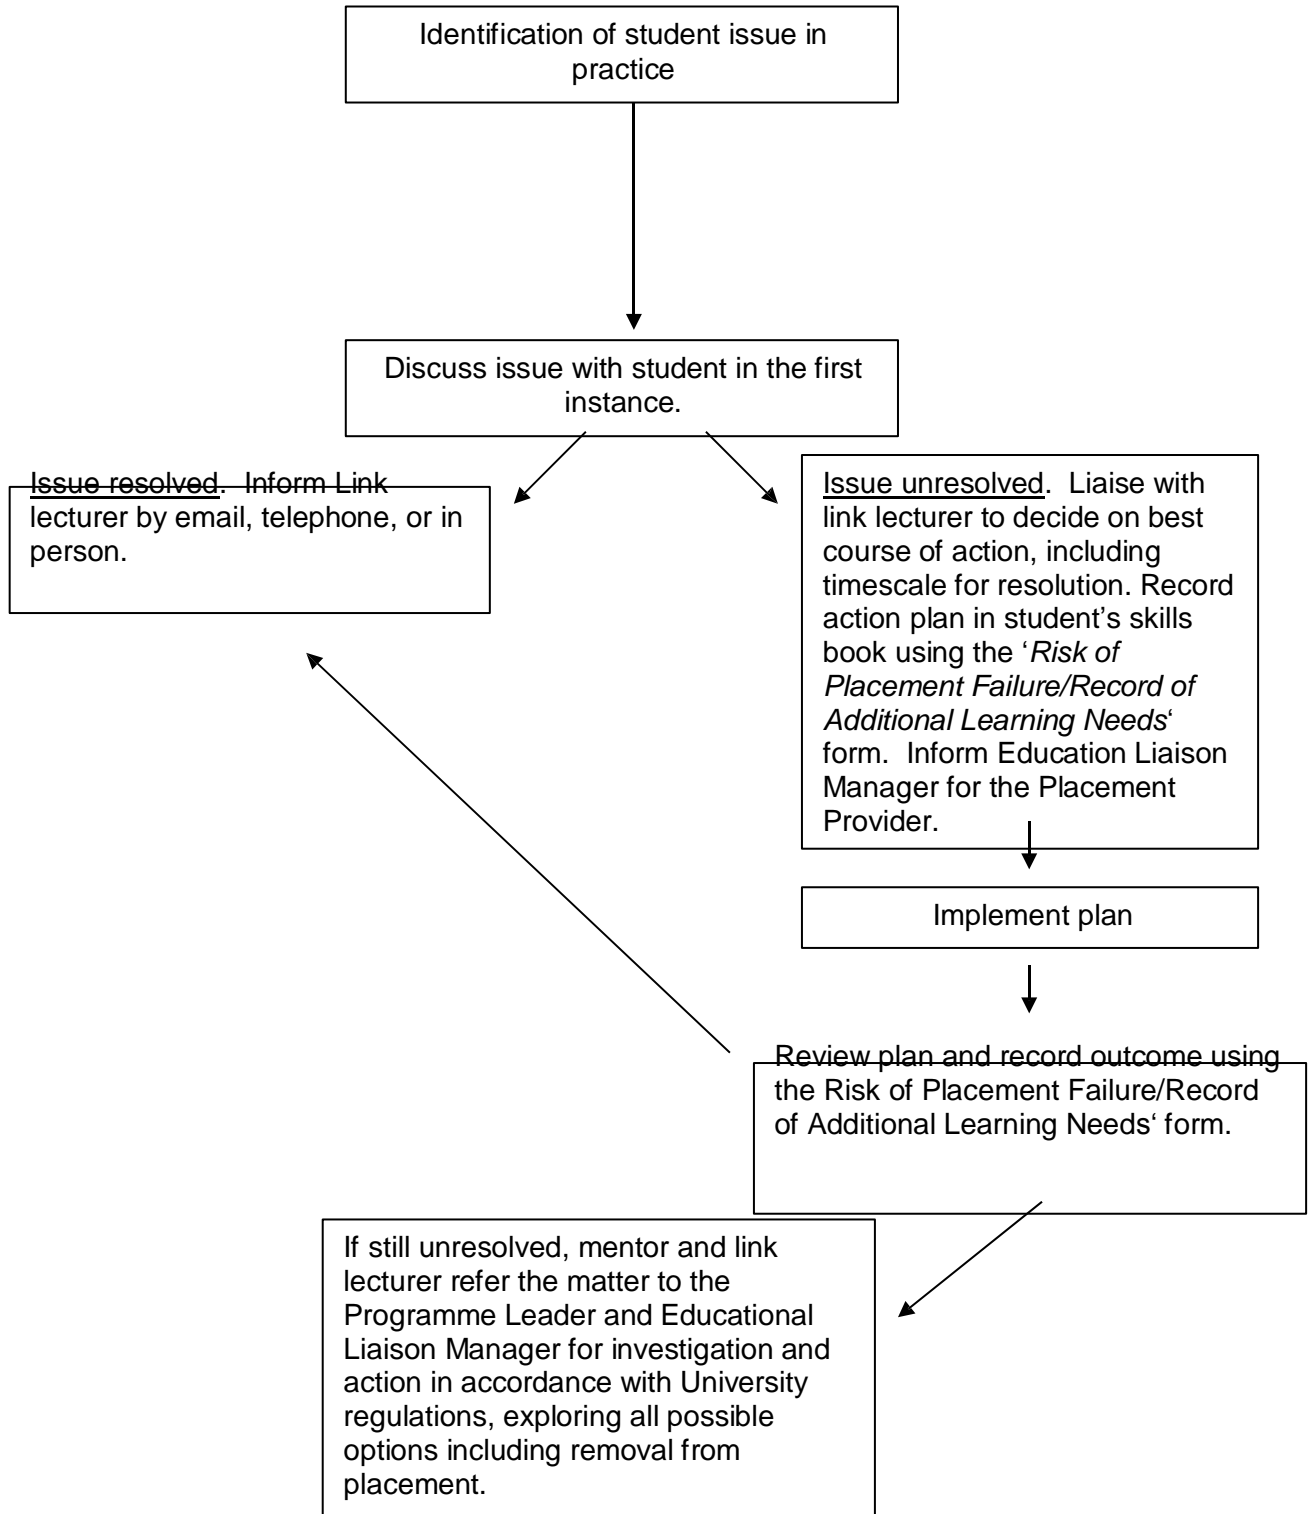 Identification of student issue in
practice
Discuss issue with student in the first
instance.
Issue resolved.  Inform Link
lecturer by email, telephone, or in
person.
Issue unresolved.  Liaise with
link lecturer to decide on best
course of action, including
timescale for resolution. Record
action plan in student’s skills
book using the ‘Risk of
Placement Failure/Record of
Additional Learning Needs‘
form.  Inform Education Liaison
Manager for the Placement
Provider.
Implement plan
Review plan and record outcome using
the Risk of Placement Failure/Record
of Additional Learning Needs‘ form.
If still unresolved, mentor and link
lecturer refer the matter to the
Programme Leader and Educational
Liaison Manager for investigation and
action in accordance with University
regulations, exploring all possible
options including removal from
placement.